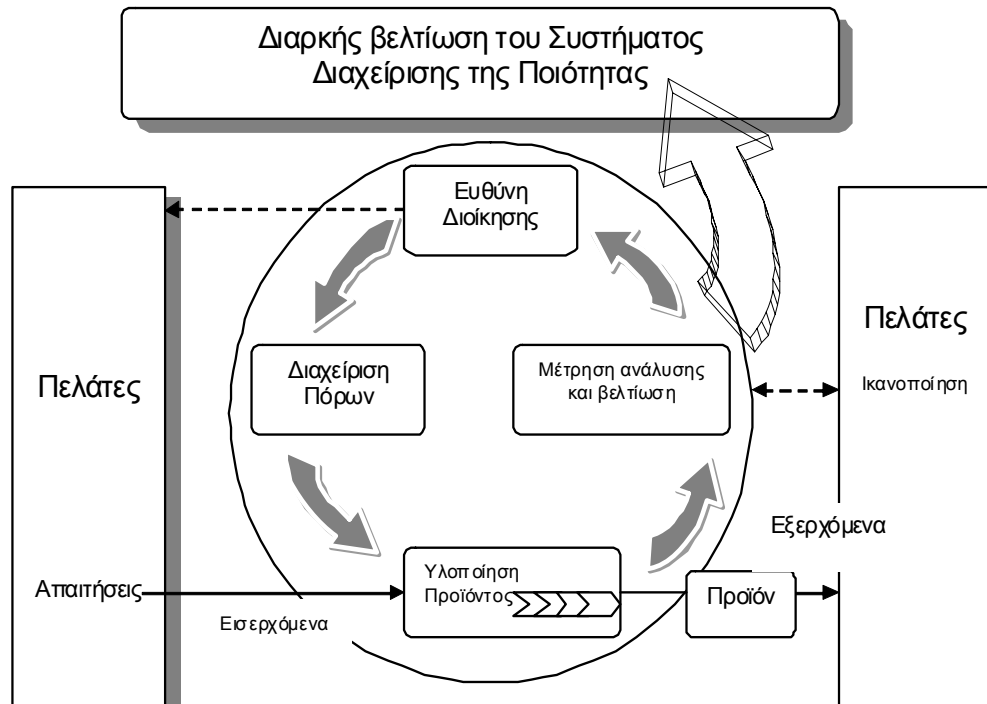 Διαρκής βελτίωση του Συστήματος
Διαχείρισης της Ποιότητας
Ευθύνη
Διοίκησης
Πελάτες
Πελάτες
Διαχείριση
Πόρων
Μέτρηση ανάλυσης
και βελτίωση
Ικανοποίηση
Εξερχόμενα
Απαιτήσεις
Εισερχόμενα
Υλοποίηση
Προϊόντος
Προϊόν